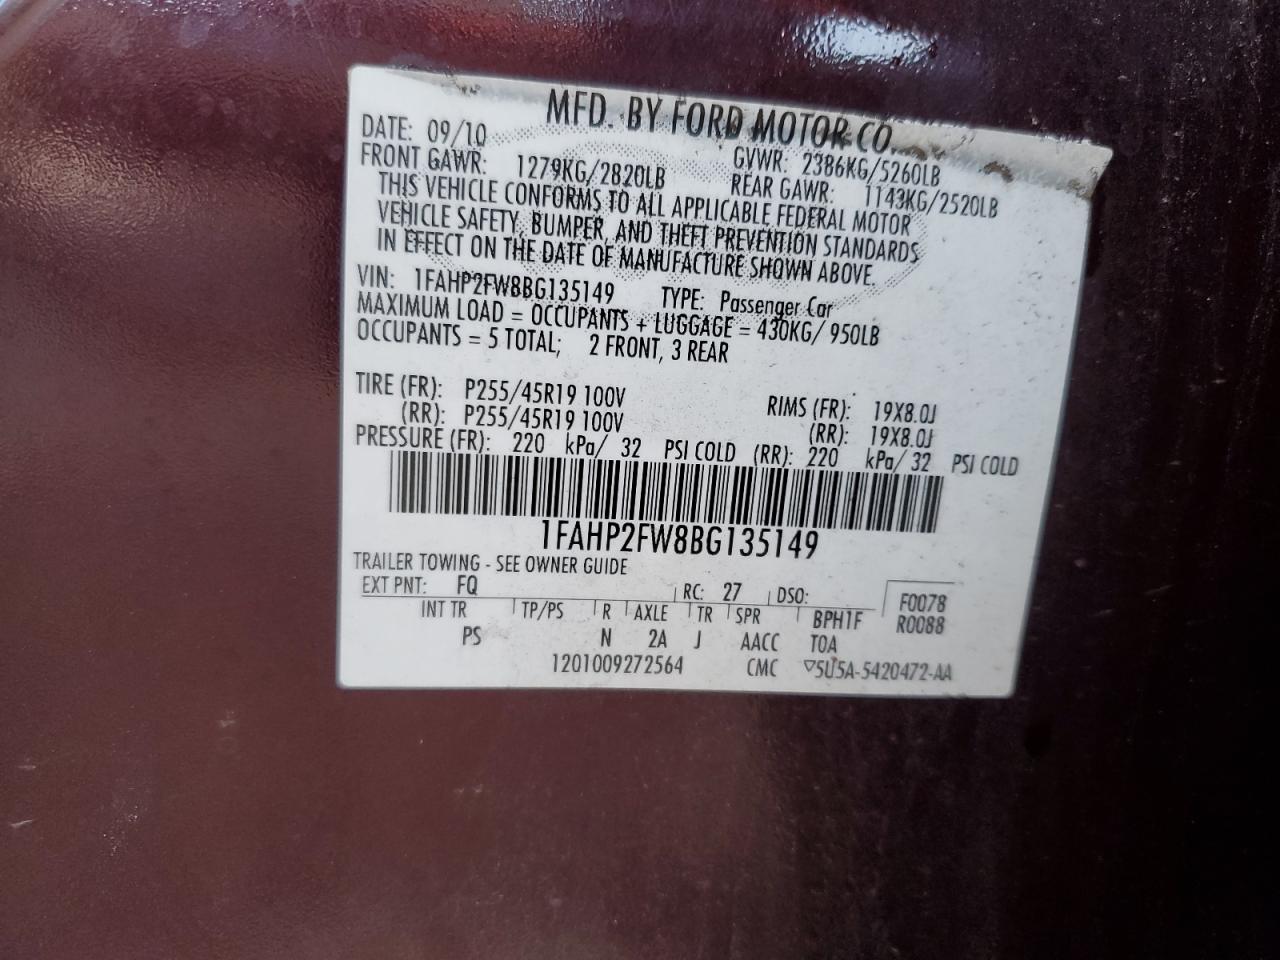 MFD. BY FORD MOTOR CO.
DATE: 09/10 GVWR: 2386KG/5260LB
FRONT GAWR: 1279KG/2820LB REAR GAWR: 1143KG/2520LB
THIS VEHICLE CONFORMS TO ALL APPLICABLE FEDERAL MOTOR
VEHICLE SAFETY, BUMPER, AND THEFT PREVENTION STANDARDS
IN EFFECT ON THE DATE OF MANUFACTURE SHOWN ABOVE.
VIN: 1FAHP2FW8BG135149 TYPE: Passenger Car
MAXIMUM LOAD = OCCUPANTS + LUGGAGE = 430KG/ 950LB
OCCUPANTS = 5 TOTAL; 2 FRONT, 3 REAR
TIRE (FR): P255/45R19 100V RIMS (FR): 19X8.0J
(RR): P255/45R19 100V (RR): 19X8.0J
PRESSURE (FR): 220 kPa/ 32 PSI COLD (RR): 220 kPa/ 32 PSI COLD
1FAHP2FW8BG135149
TRAILER TOWING - SEE OWNER GUIDE
EXT PNT: FQ RC: 27 DSO: F0078
INT TR TP/PS R AXLE TR SPR BPH1F R0088
PS N 2A J AACC TOA
1201009272564 CMC ▽5U5A-5420472-AA